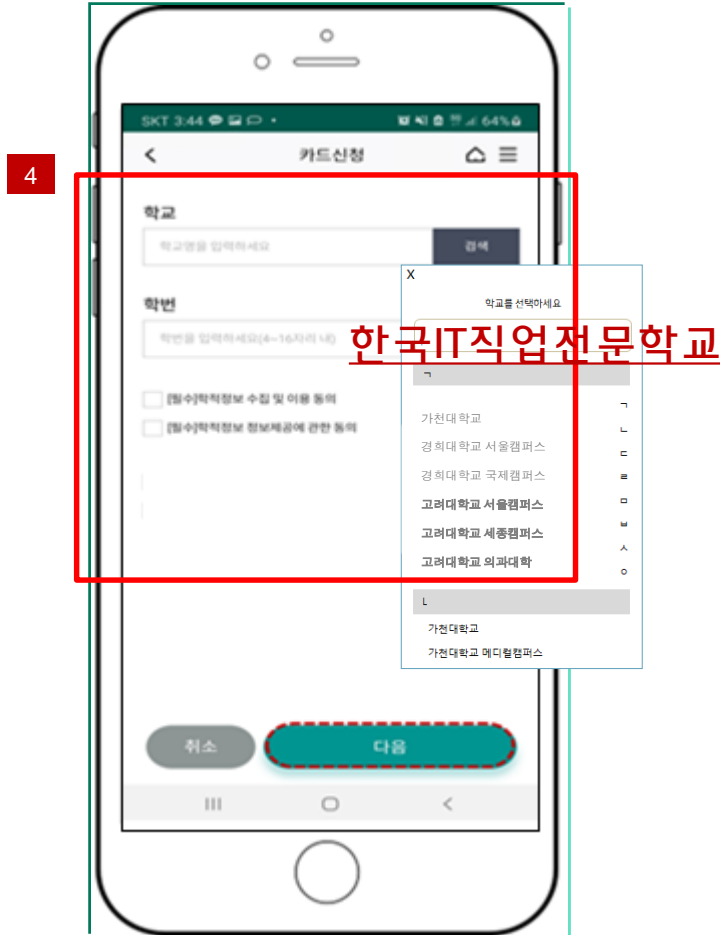 SKT 3:44
64%
카드신청
4
학교
학교명을 입력하세요
검색
학번
학번을 입력하세요(4~16자리 내)
[필수]학적정보 수집 및 이용 동의
[필수]학적정보 정보제공에 관한 동의
X
학교를 선택하세요
한국IT직업전문학교
ㄱ
가천대학교
경희대학교 서울캠퍼스
경희대학교 국제캠퍼스
고려대학교 서울캠퍼스
고려대학교 세종캠퍼스
고려대학교 의과대학
ㄱ
ㄴ
ㄷ
ㄹ
ㅁ
ㅂ
ㅅ
ㅇ
L
가천대학교
가천대학교 메디컬캠퍼스
취소
다음